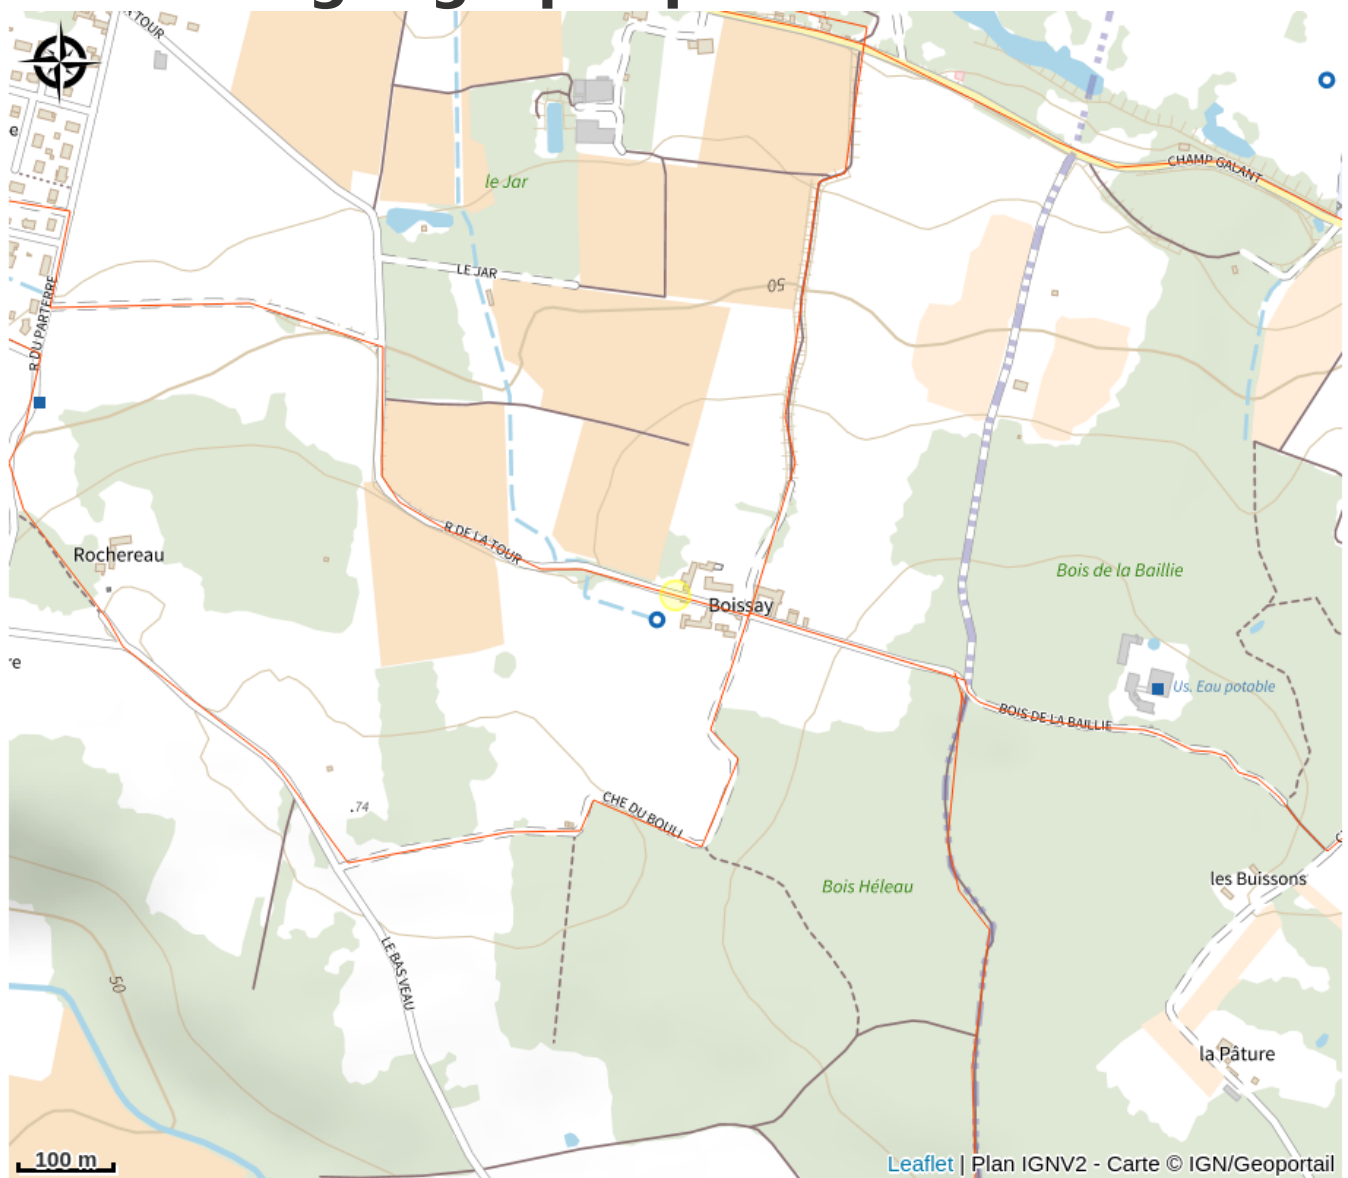 TOUR
CHAMP GALANT
le Jar
LE JAR
50
R DU PARTERRE
R DE LA TOUR
Rochereau
Bois de la Baillie
Boissay
re
Us. Eau potable
BOIS DE LA BAILLIE
74
CHE DU BOULI
les Buissons
Bois Héleau
LE BAS VEAU
50
la Pâture
100 m
Leaflet | Plan IGNV2 - Carte © IGN/Geoportail